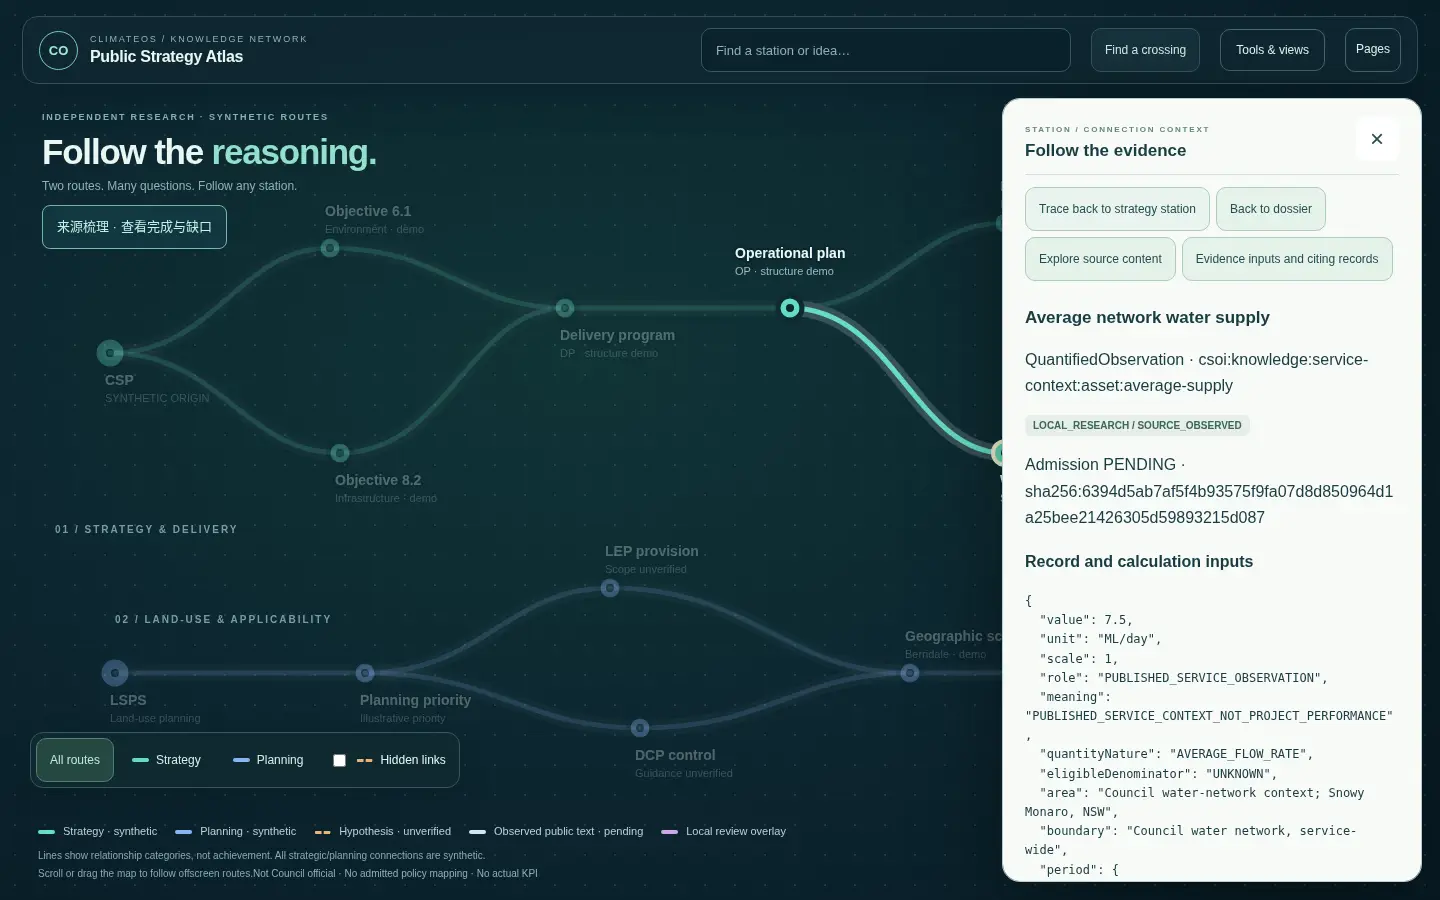 CO
CLIMATEOS / KNOWLEDGE NETWORK
Public Strategy Atlas
Find a station or idea…
Find a crossing
Tools & views
Pages
INDEPENDENT RESEARCH · SYNTHETIC ROUTES
Follow the reasoning.
Two routes. Many questions. Follow any station.
来源梳理 · 查看完成与缺口
Objective 6.1
Environment · demo
Operational plan
OP · structure demo
Delivery program
DP · structure demo
CSP
SYNTHETIC ORIGIN
Objective 8.2
Infrastructure · demo
01 / STRATEGY & DELIVERY
LEP provision
Scope unverified
02 / LAND-USE & APPLICABILITY
Geographic sc
Berridale · demo
LSPS
Land-use planning
Planning priority
Illustrative priority
DCP control
Guidance unverified
All routes
Strategy
Planning
Hidden links
Strategy · synthetic
Planning · synthetic
Hypothesis · unverified
Observed public text · pending
Local review overlay
Lines show relationship categories, not achievement. All strategic/planning connections are synthetic.
Scroll or drag the map to follow offscreen routes.Not Council official · No admitted policy mapping · No actual KPI
STATION / CONNECTION CONTEXT
Follow the evidence
×
Trace back to strategy station
Back to dossier
Explore source content
Evidence inputs and citing records
Average network water supply
QuantifiedObservation · csoi:knowledge:service-
context:asset:average-supply
LOCAL_RESEARCH / SOURCE_OBSERVED
Admission PENDING ·
sha256:6394d5ab7af5f4b93575f9fa07d8d850964d1
a25bee21426305d59893215d087
Record and calculation inputs
{
"value": 7.5,
"unit": "ML/day",
"scale": 1,
"role": "PUBLISHED_SERVICE_OBSERVATION",
"meaning":
"PUBLISHED_SERVICE_CONTEXT_NOT_PROJECT_PERFORMANCE"
,
"quantityNature": "AVERAGE_FLOW_RATE",
"eligibleDenominator": "UNKNOWN",
"area": "Council water-network context; Snowy
Monaro, NSW",
"boundary": "Council water network, service-
wide",
"period": {